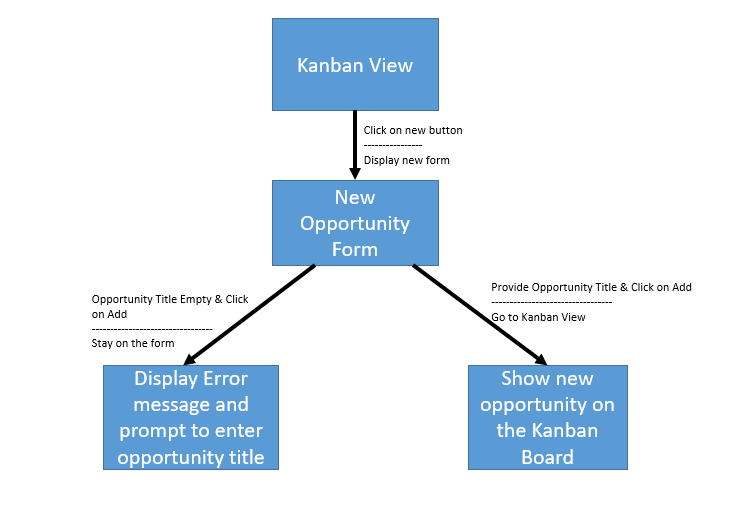 Kanban View
Click on new button
----------------
Display new form
New
Opportunity
Form
Opportunity Title Empty & Click
on Add
---------------------------------
Stay on the form
Provide Opportunity Title & Click on Add
---------------------------------
Go to Kanban View
Display Error
message and
prompt to enter
opportunity title
Show new
opportunity on
the Kanban
Board